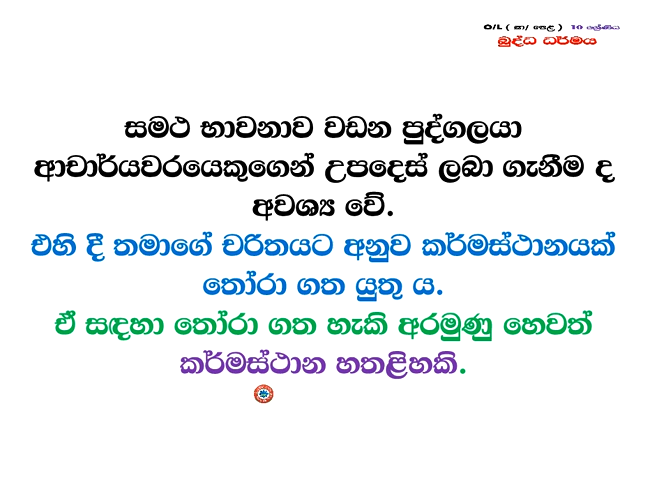 O/L ( සා/ පෙළ ) 10 ශ්‍රේණිය
බුද්ධ ධර්මය
සමථ භාවනාව වඩන පුද්ගලයා
ආචාර්යවරයෙකුගෙන් උපදෙස් ලබා ගැනීම ද
අවශ්‍ය වේ.
එහි දී තමාගේ චරිතයට අනුව කර්මස්ථානයක්
තෝරා ගත යුතු ය.
ඒ සඳහා තෝරා ගත හැකි අරමුණු හෙවත්
කර්මස්ථාන හතළිහකි.